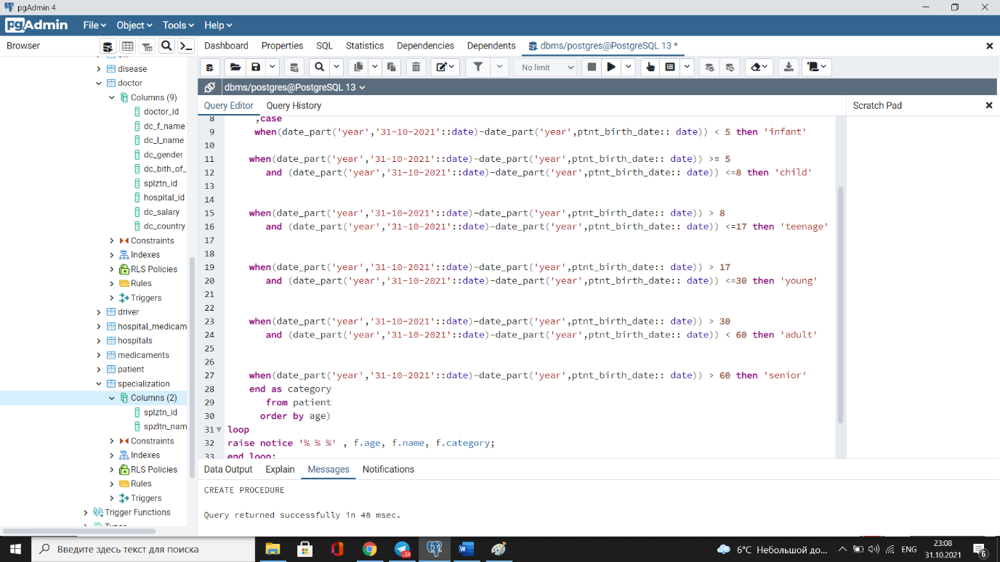 pgAdmin 4
pgAdmin
File Object Tools Help
Browser
Dashboard Properties SQL Statistics Dependencies Dependents dbms/postgres@PostgreSQL 13 *
disease
doctor
Columns (9)
doctor_id
dc_f_name
dc_l_name
dc_gender
dc_bith_of_
splztn_id
hospital_id
dc_salary
dc_country
Constraints
Indexes
RLS Policies
Rules
Triggers
driver
hospital_medicam
hospitals
medicaments
patient
specialization
Columns (2)
splztn_id
spzltn_nam
Constraints
Indexes
RLS Policies
Rules
Triggers
Trigger Functions
Types
No limit
dbms/postgres@PostgreSQL 13
Query Editor Query History
Scratch Pad
8 ,case
9 when(date_part('year','31-10-2021'::date)-date_part('year',ptnt_birth_date:: date)) < 5 then 'infant'
10
11 when(date_part('year','31-10-2021'::date)-date_part('year',ptnt_birth_date:: date)) >= 5
12 and (date_part('year','31-10-2021'::date)-date_part('year',ptnt_birth_date:: date)) <=8 then 'child'
13
14
15 when(date_part('year','31-10-2021'::date)-date_part('year',ptnt_birth_date:: date)) > 8
16 and (date_part('year','31-10-2021'::date)-date_part('year',ptnt_birth_date:: date)) <=17 then 'teenage'
17
18
19 when(date_part('year','31-10-2021'::date)-date_part('year',ptnt_birth_date:: date)) > 17
20 and (date_part('year','31-10-2021'::date)-date_part('year',ptnt_birth_date:: date)) <=30 then 'young'
21
22
23 when(date_part('year','31-10-2021'::date)-date_part('year',ptnt_birth_date:: date)) > 30
24 and (date_part('year','31-10-2021'::date)-date_part('year',ptnt_birth_date:: date)) < 60 then 'adult'
25
26
27 when(date_part('year','31-10-2021'::date)-date_part('year',ptnt_birth_date:: date)) > 60 then 'senior'
28 end as category
29 from patient
30 order by age)
31 loop
32 raise notice '% % %' , f.age, f.name, f.category;
33 end loop;
Data Output Explain Messages Notifications
CREATE PROCEDURE
Query returned successfully in 48 msec.
Введите здесь текст для поиска
24
6°C Небольшой до...
ENG
23:08
31.10.2021
6